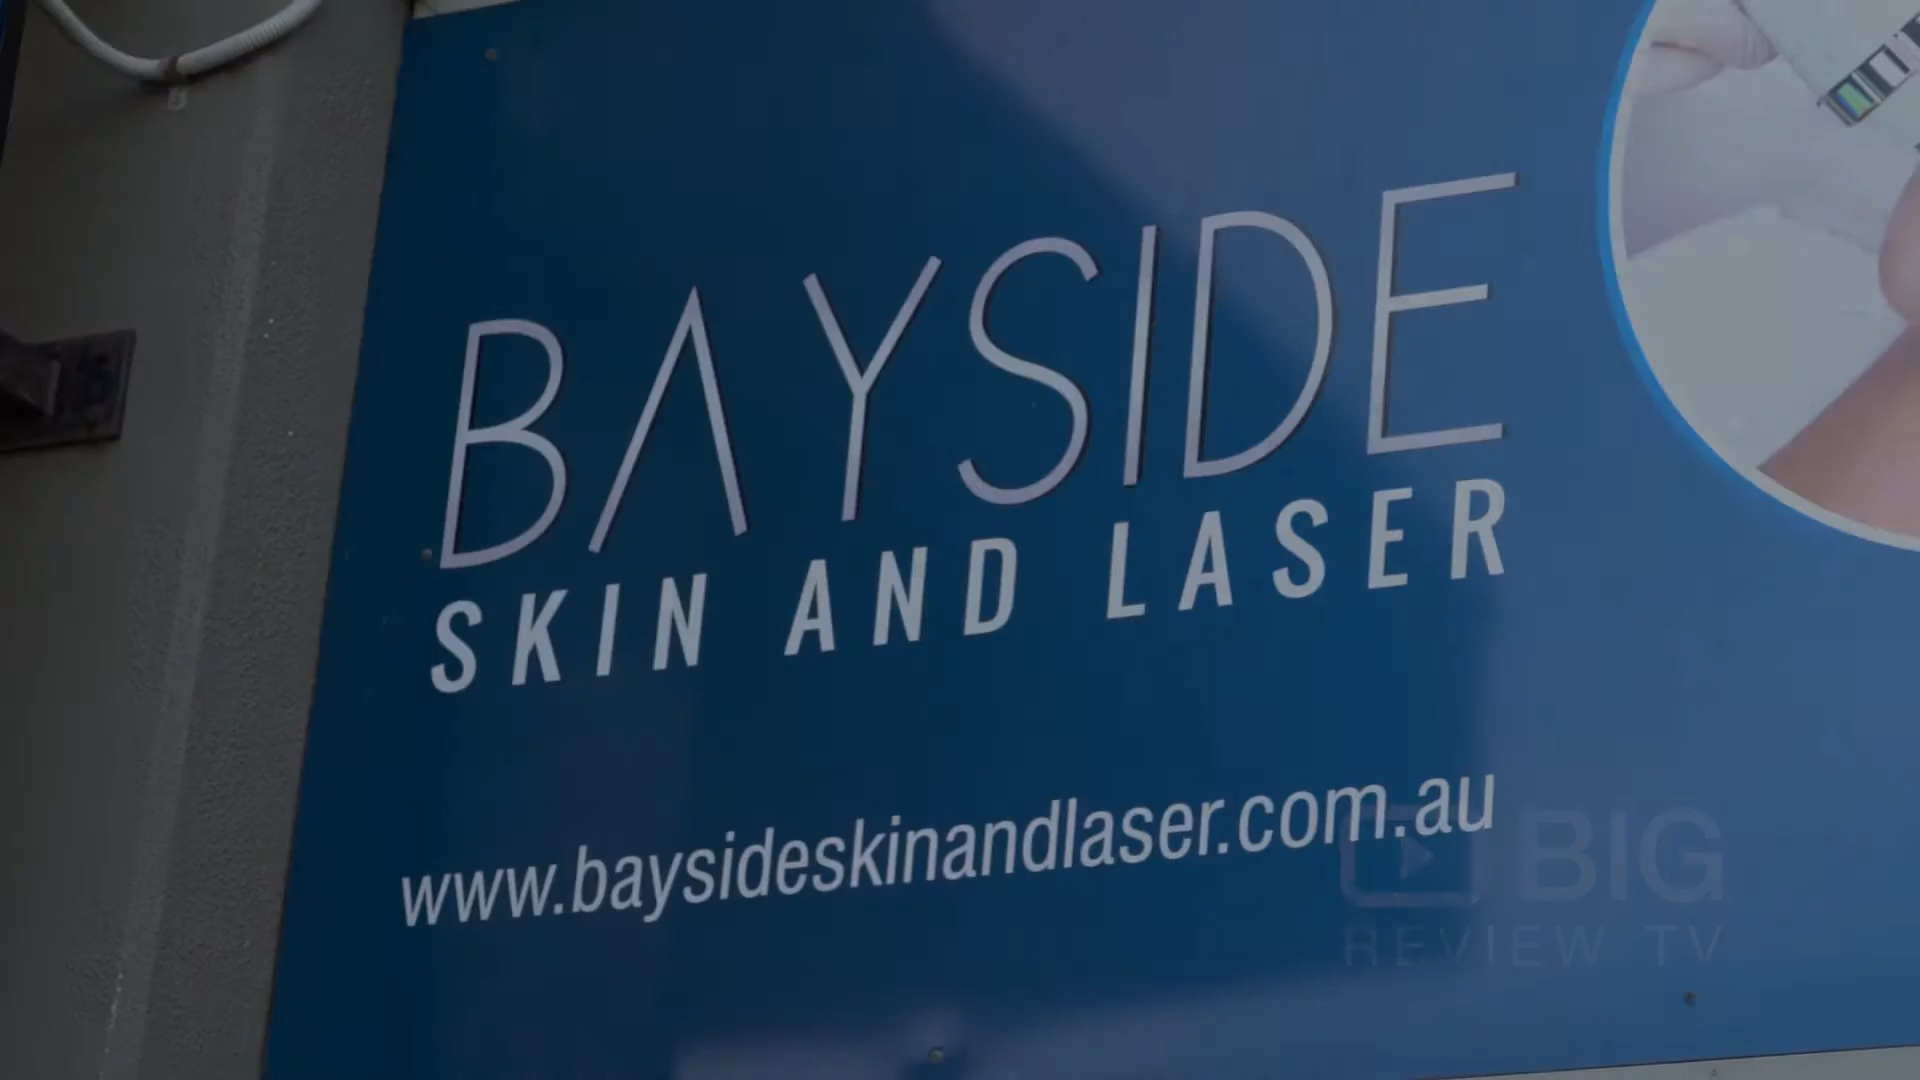 BAYSIDE
SKIN AND LASER
www.baysideskinandlaser.com.au
BIG
REVIEW TV